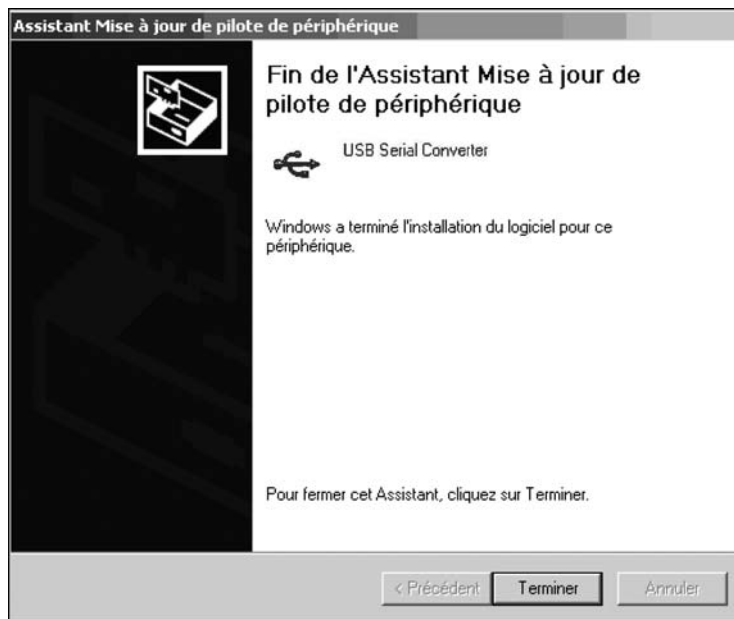 Assistant Mise à jour de pilote de périphérique
Fin de l'Assistant Mise à jour de
pilote de périphérique
USB Serial Converter
Windows a terminé l'installation du logiciel pour ce
périphérique.
Pour fermer cet Assistant, cliquez sur Terminer.
< Précédent
Terminer
Annuler